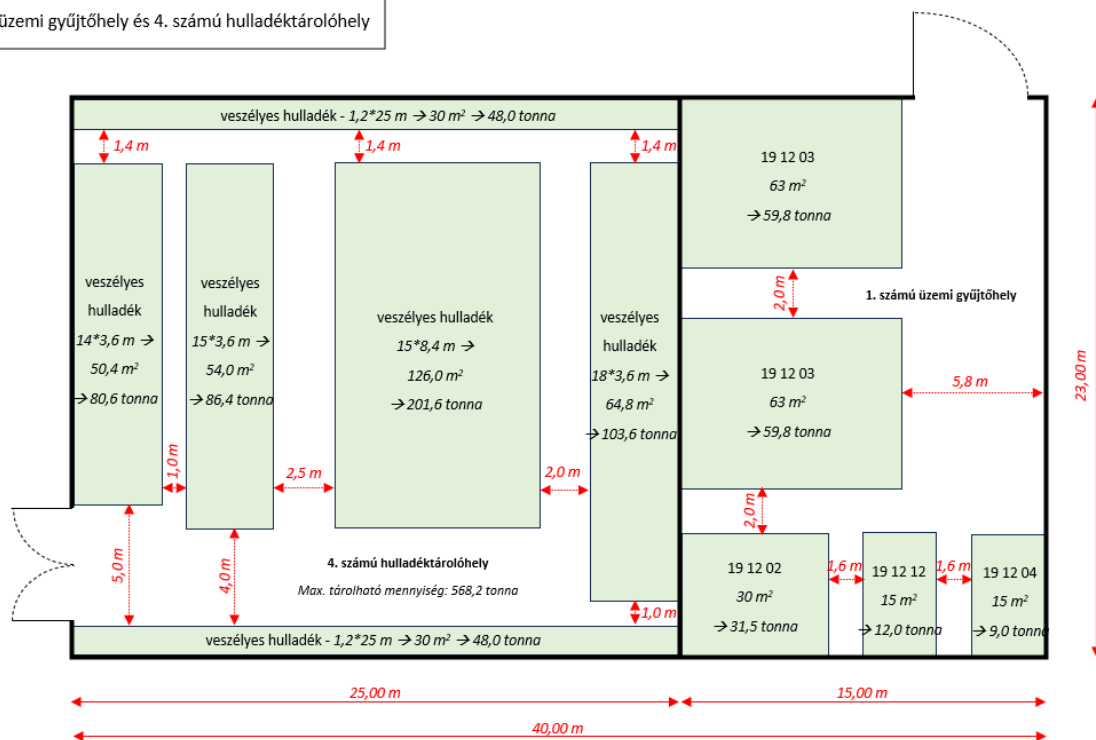 üzemi gyűjtőhely és 4. számú hulladéktárolóhely
veszélyes hulladék - 1,2*25 m → 30 m² → 48,0 tonna
1,4 m
1,4 m
1,4 m
veszélyes
hulladék
14*3,6 m →
50,4 m²
→ 80,6 tonna
veszélyes
hulladék
15*3,6 m →
54,0 m²
→ 86,4 tonna
veszélyes hulladék
15*8,4 m →
126,0 m²
→ 201,6 tonna
veszélyes
hulladék
18*3,6 m →
64,8 m²
→ 103,6 tonna
1,0 m
2,5 m
2,0 m
5,0 m
4,0 m
1,0 m
4. számú hulladéktárolóhely
Max. tárolható mennyiség: 568,2 tonna
veszélyes hulladék - 1,2*25 m → 30 m² → 48,0 tonna
19 12 03
63 m²
→ 59,8 tonna
2,0 m
1. számú üzemi gyűjtőhely
19 12 03
63 m²
→ 59,8 tonna
5,8 m
23,00 m
2,0 m
19 12 02
30 m²
→ 31,5 tonna
1,6 m
19 12 12
15 m²
→ 12,0 tonna
1,6 m
19 12 04
15 m²
→ 9,0 tonna
25,00 m
15,00 m
40,00 m